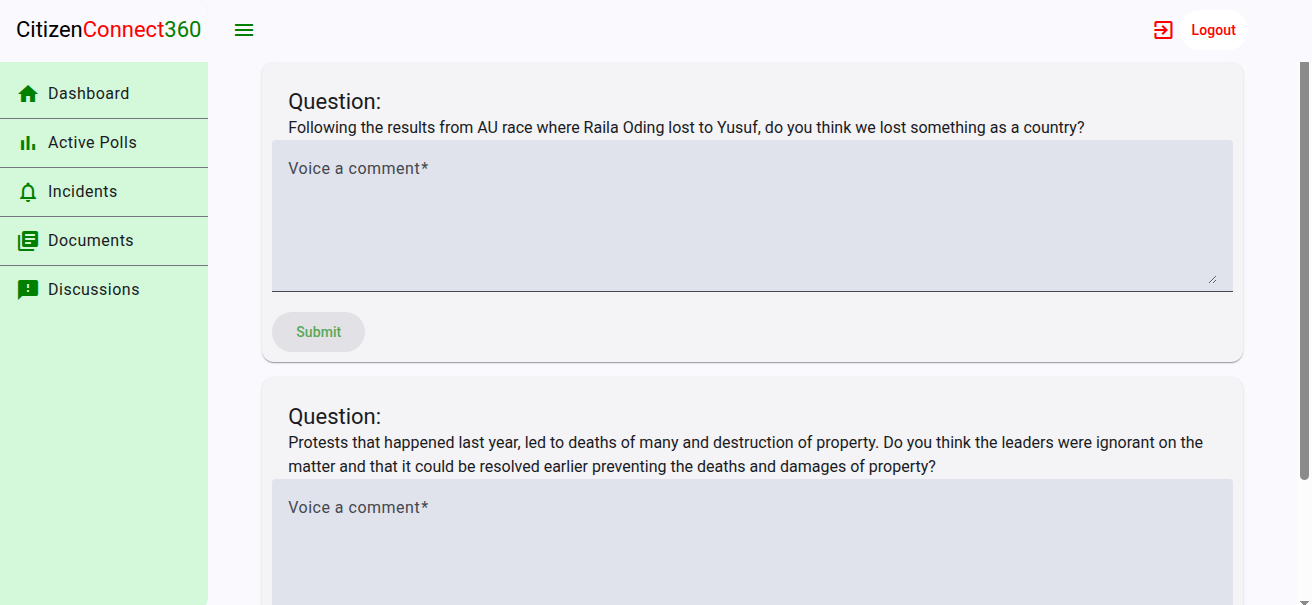 CitizenConnect360
Logout
Dashboard
Active Polls
Incidents
Documents
Discussions
Question:
Following the results from AU race where Raila Oding lost to Yusuf, do you think we lost something as a country?
Voice a comment*
Submit
Question:
Protests that happened last year, led to deaths of many and destruction of property. Do you think the leaders were ignorant on the
matter and that it could be resolved earlier preventing the deaths and damages of property?
Voice a comment*